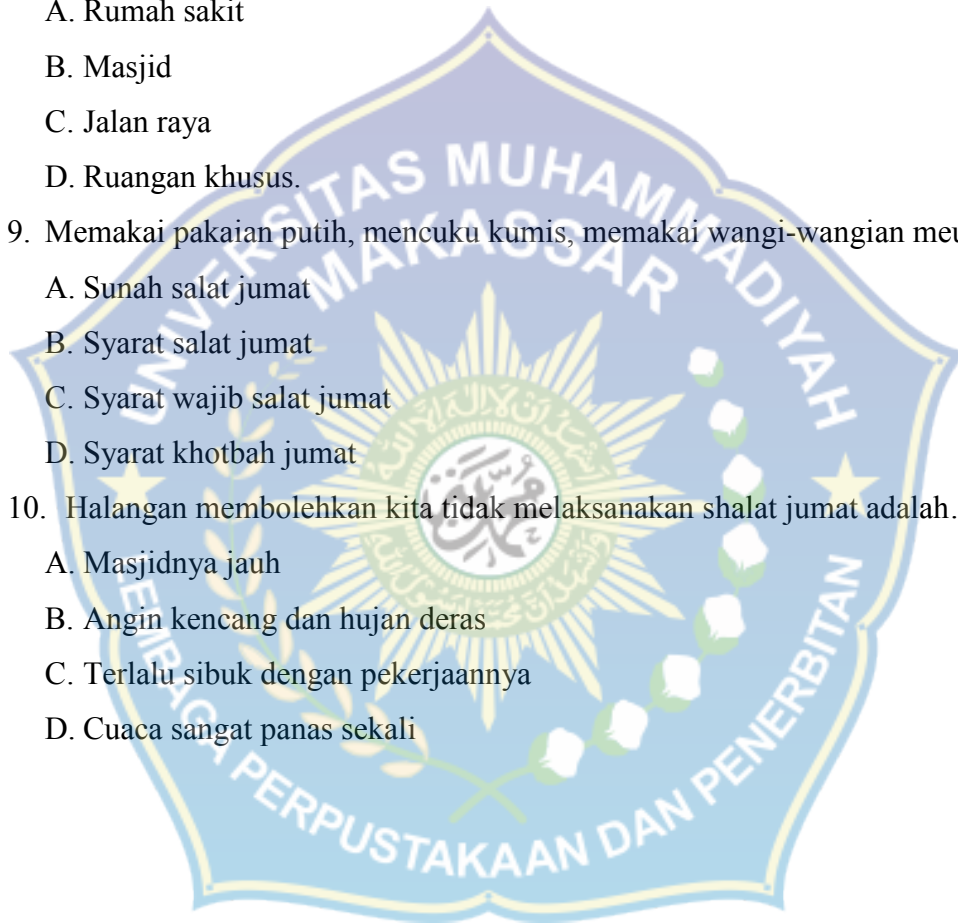 A. Rumah sakit
B. Masjid
C. Jalan raya
D. Ruangan khusus.
9. Memakai pakaian putih, mencuku kumis, memakai wangi-wangian
A. Sunah salat jumat
B. Syarat salat jumat
C. Syarat wajib salat jumat
D. Syarat khotbah jumat
10. Halangan membolehkan kita tidak melaksanakan shalat jumat adalah.
A. Masjidnya jauh
B. Angin kencang dan hujan deras
C. Terlalu sibuk dengan pekerjaannya
D. Cuaca sangat panas sekali
UNIVERSITAS MUHAMMADIYAH
MAKASSAR
LEMBAGA PERPUSTAKAAN DAN PENERBITAN